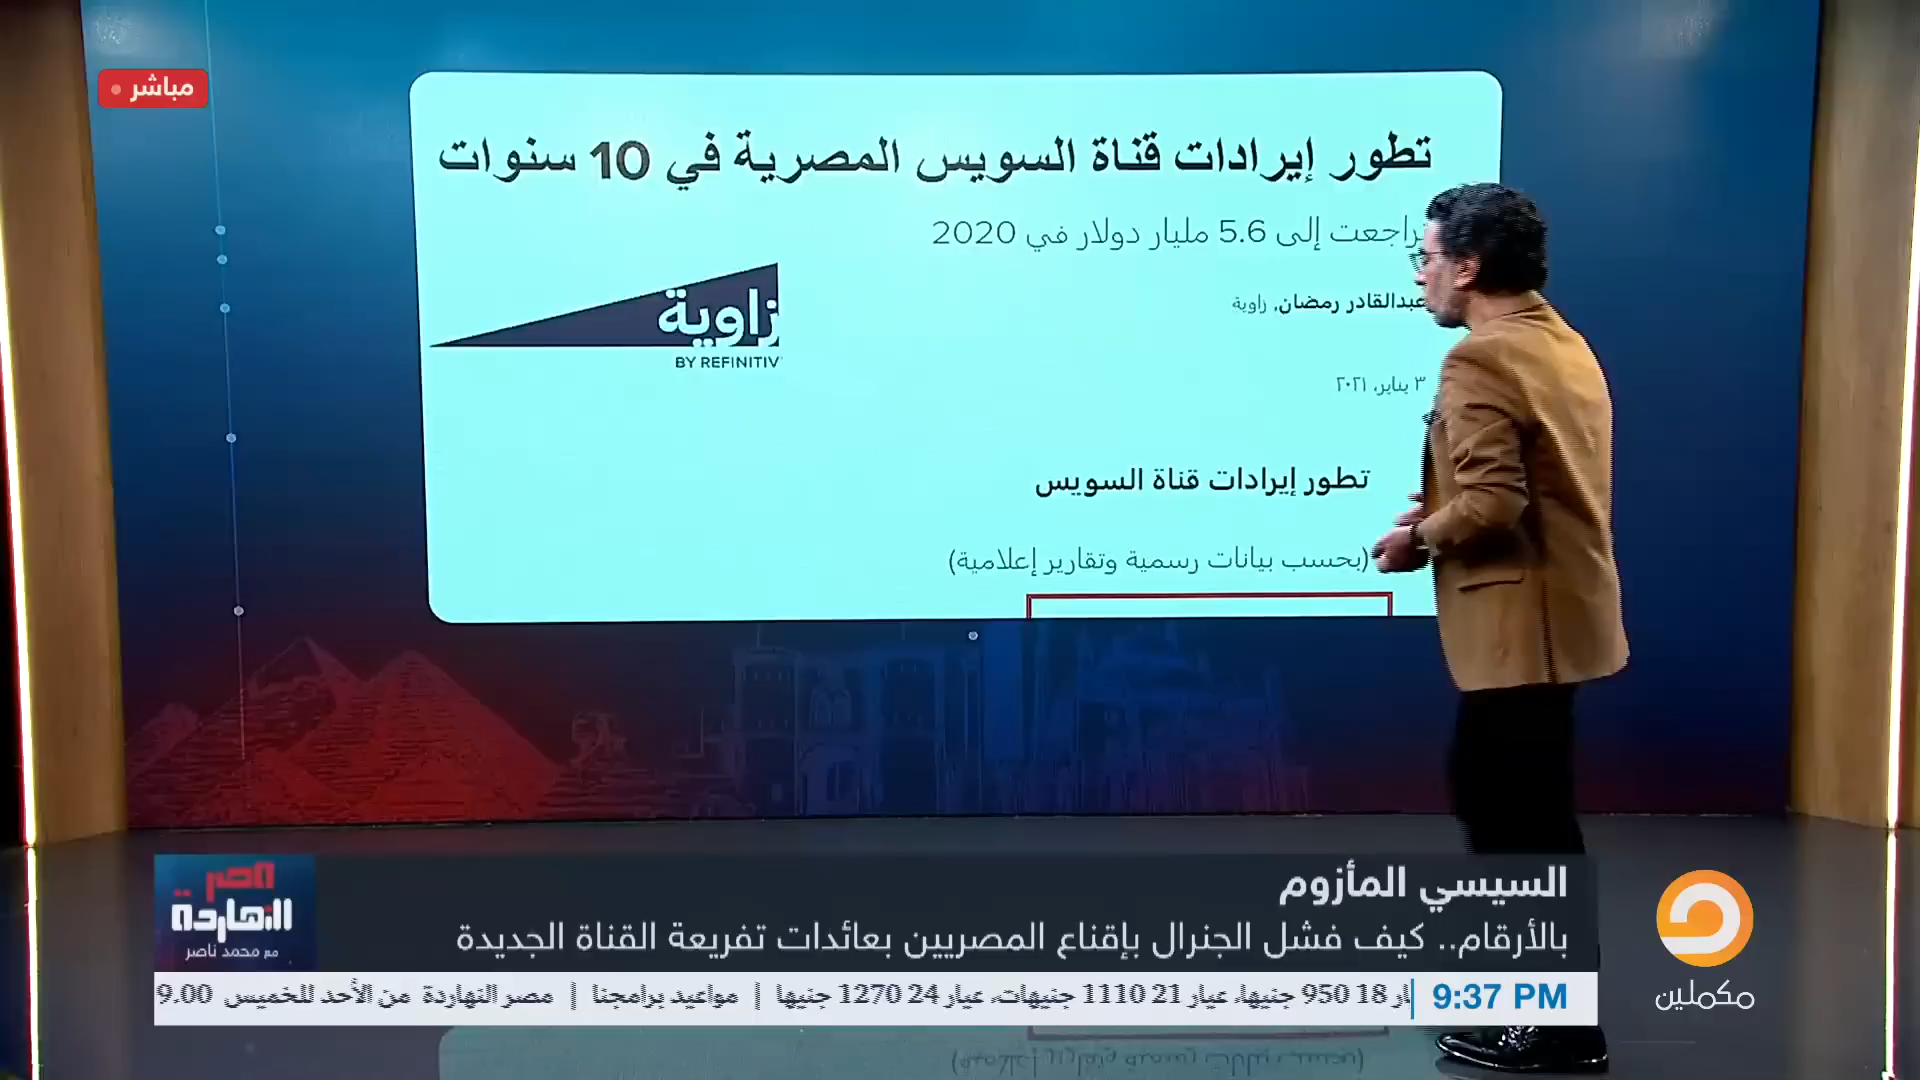 مباشر
تطور إيرادات قناة السويس المصرية في 10 سنوات
تراجعت إلى 5.6 مليار دولار في 2020
عبدالقادر رمضان، زاوية
زاوية
BY REFINITIV
٣ يناير، ٢٠٢١
تطور إيرادات قناة السويس
(بحسب بيانات رسمية وتقارير إعلامية)
السيسي المأزوم
بالأرقام.. كيف فشل الجنرال بإقناع المصريين بعائدات تفريعة القناة الجديدة
مصر
النهاردة
مع محمد ناصر
9:37 PM
18 950 جنيها، عيار 21 1110 جنيهات، عيار 24 1270 جنيها | مواعيد برامجنا | مصر النهاردة من الأحد للخميس 9.00
مكملين